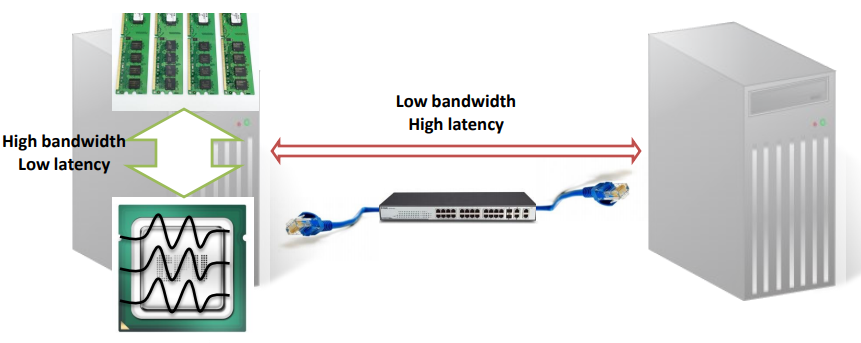 Low bandwidth
High latency
High bandwidth
Low latency